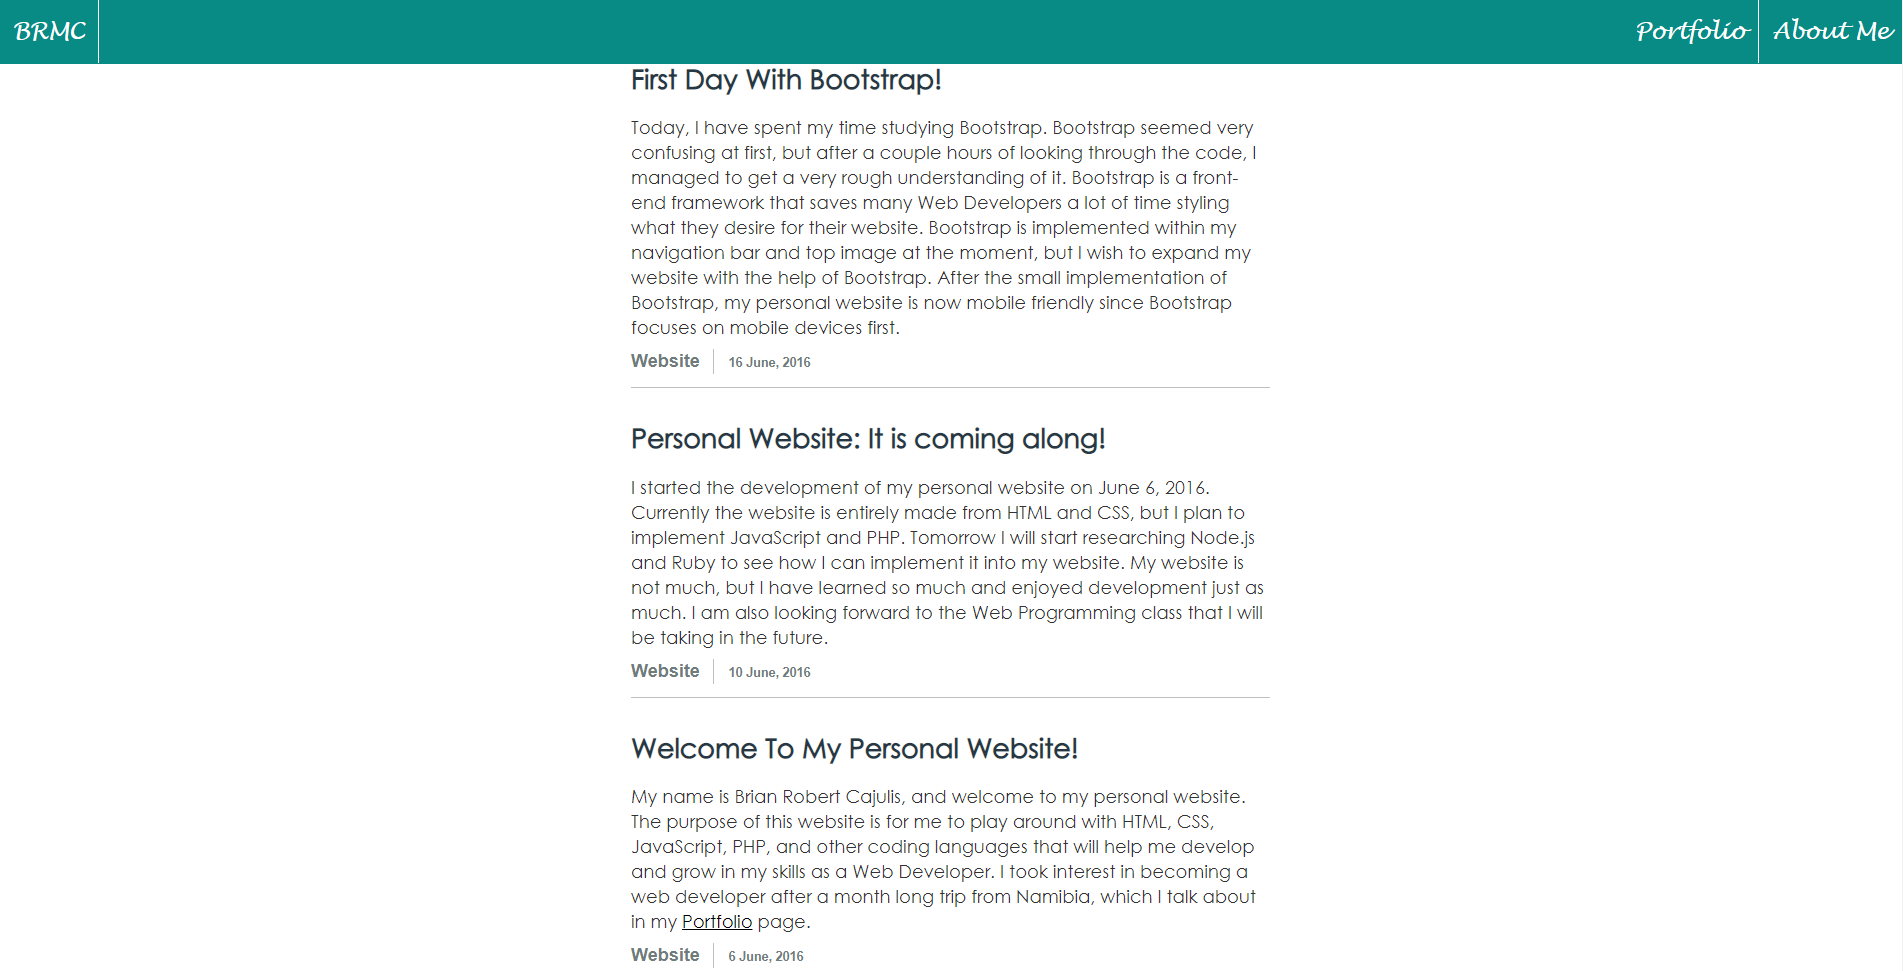 BRMC
Portfolio
About Me
First Day With Bootstrap!
Today, I have spent my time studying Bootstrap. Bootstrap seemed very
confusing at first, but after a couple hours of looking through the code, I
managed to get a very rough understanding of it. Bootstrap is a front-
end framework that saves many Web Developers a lot of time styling
what they desire for their website. Bootstrap is implemented within my
navigation bar and top image at the moment, but I wish to expand my
website with the help of Bootstrap. After the small implementation of
Bootstrap, my personal website is now mobile friendly since Bootstrap
focuses on mobile devices first.
Website 16 June, 2016
Personal Website: It is coming along!
I started the development of my personal website on June 6, 2016.
Currently the website is entirely made from HTML and CSS, but I plan to
implement JavaScript and PHP. Tomorrow I will start researching Node.js
and Ruby to see how I can implement it into my website. My website is
not much, but I have learned so much and enjoyed development just as
much. I am also looking forward to the Web Programming class that I will
be taking in the future.
Website 10 June, 2016
Welcome To My Personal Website!
My name is Brian Robert Cajulis, and welcome to my personal website.
The purpose of this website is for me to play around with HTML, CSS,
JavaScript, PHP, and other coding languages that will help me develop
and grow in my skills as a Web Developer. I took interest in becoming a
web developer after a month long trip from Namibia, which I talk about
in my Portfolio page.
Website 6 June, 2016